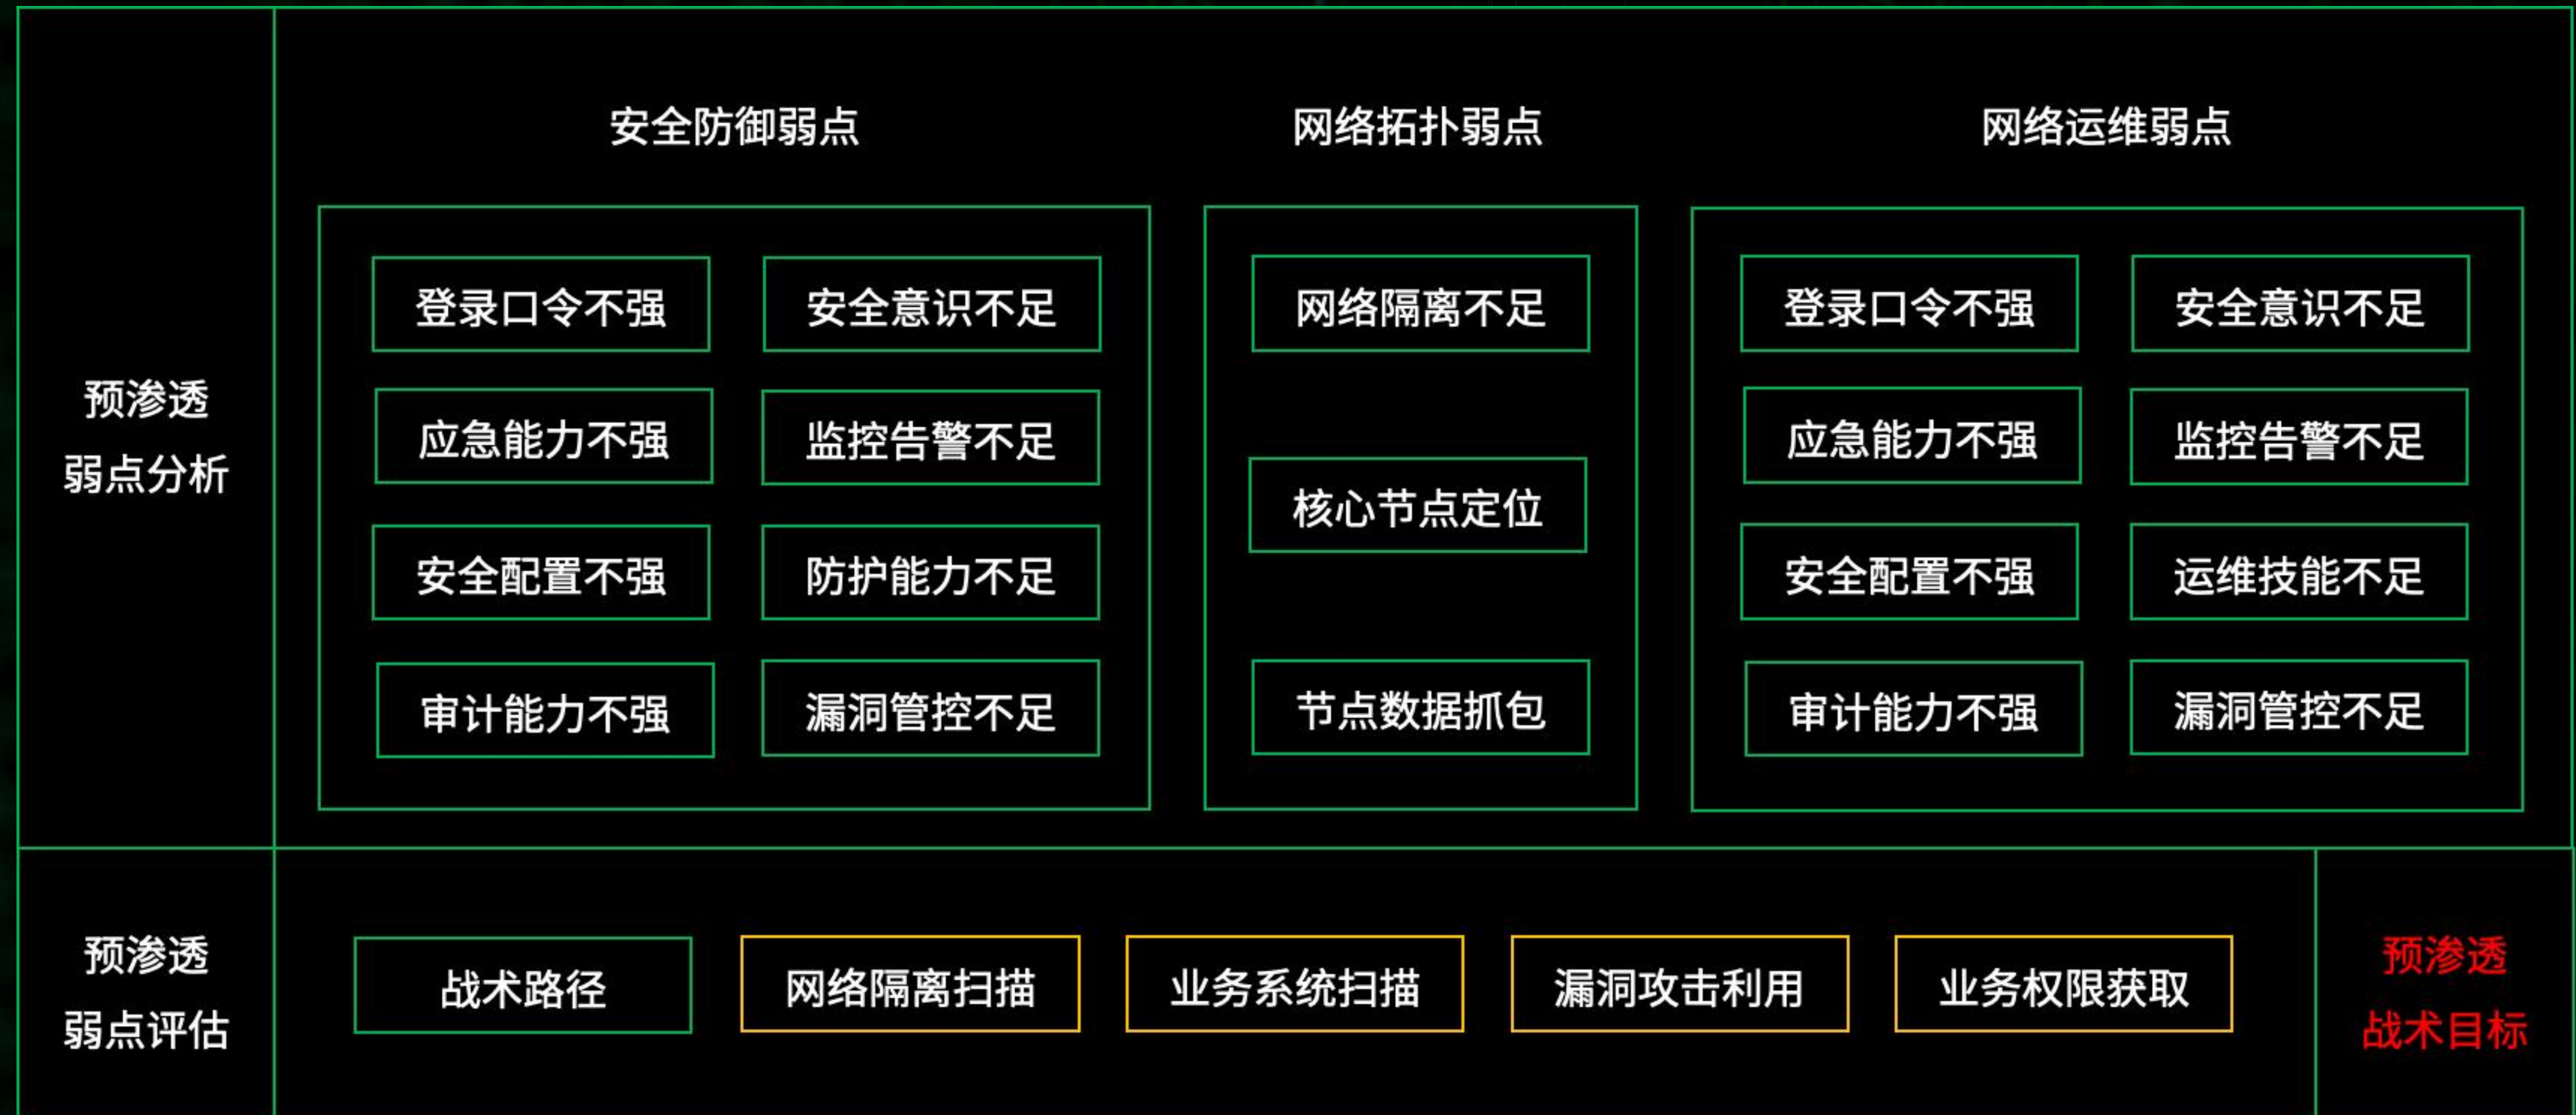 安全防御弱点
网络拓扑弱点
网络运维弱点
预渗透
弱点分析
登录口令不强
安全意识不足
应急能力不强
监控告警不足
安全配置不强
防护能力不足
审计能力不强
漏洞管控不足
网络隔离不足
核心节点定位
节点数据抓包
登录口令不强
安全意识不足
应急能力不强
监控告警不足
安全配置不强
运维技能不足
审计能力不强
漏洞管控不足
预渗透
弱点评估
战术路径
网络隔离扫描
业务系统扫描
漏洞攻击利用
业务权限获取
预渗透
战术目标